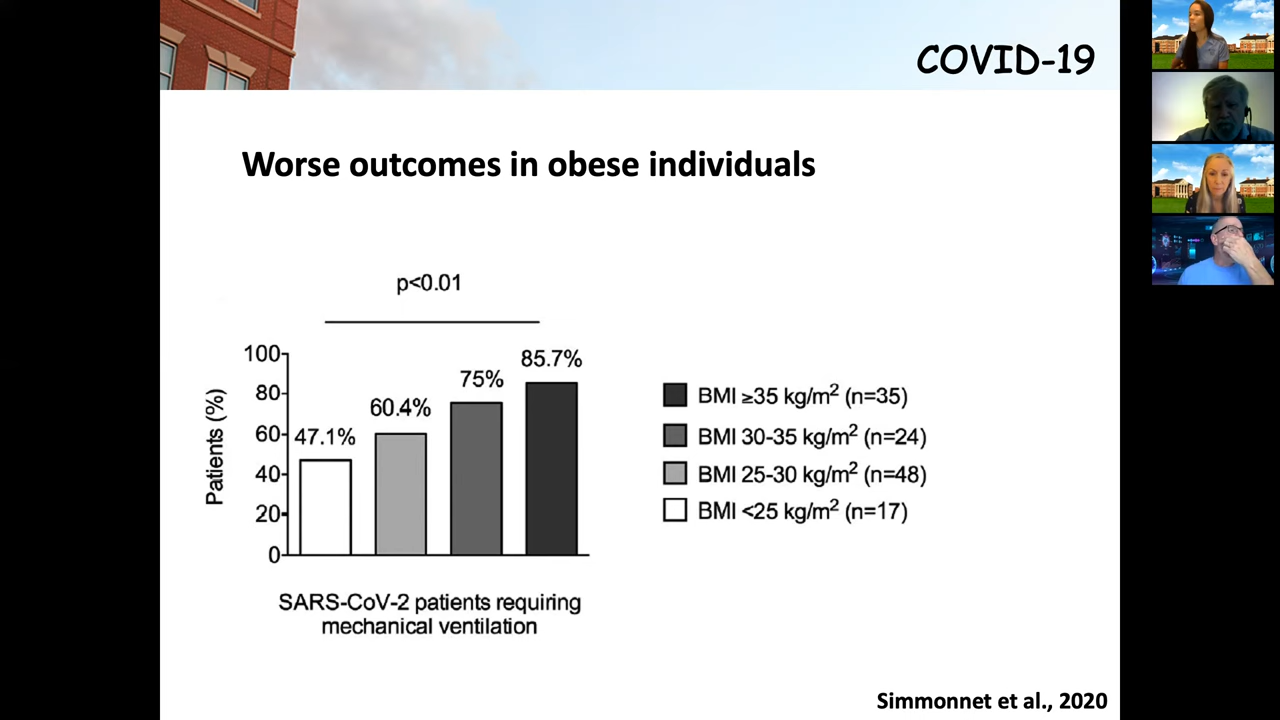 COVID-19
Worse outcomes in obese individuals
p<0.01
100
80
60
40
20
0
Patients (%)
47.1%
60.4%
75%
85.7%
SARS-CoV-2 patients requiring
mechanical ventilation
BMI ≥35 kg/m² (n=35)
BMI 30-35 kg/m² (n=24)
BMI 25-30 kg/m² (n=48)
BMI <25 kg/m² (n=17)
Simmonnet et al., 2020